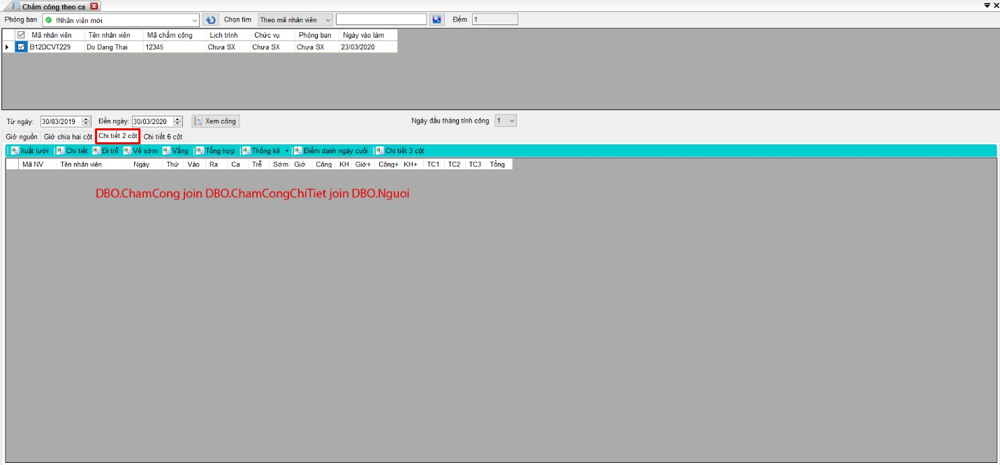 Chấm công theo ca
Phòng ban !Nhân viên mới Chọn tìm Theo mã nhân viên Đếm 1
Mã nhân viên Tên nhân viên Mã chấm công Lịch trình Chức vụ Phòng ban Ngày vào làm
B12DCVT229 Do Dang Thai 12345 Chưa SX Chưa SX Chưa SX 23/03/2020
Từ ngày: 30/03/2019 Đến ngày: 30/03/2020 Xem công Ngày đầu tháng tính công 1
Giờ nguồn Giờ chia hai cột Chi tiết 2 cột Chi tiết 6 cột
Xuất lưới Chi tiết Đi trễ Về sớm Vắng Tổng hợp Thống kê Điểm danh ngày cuối Chi tiết 3 cột
Mã NV Tên nhân viên Ngày Thứ Vào Ra Ca Trễ Sớm Giờ Công KH Giờ+ Công+ KH+ TC1 TC2 TC3 Tổng
DBO.ChamCong join DBO.ChamCongChiTiet join DBO.Nguoi